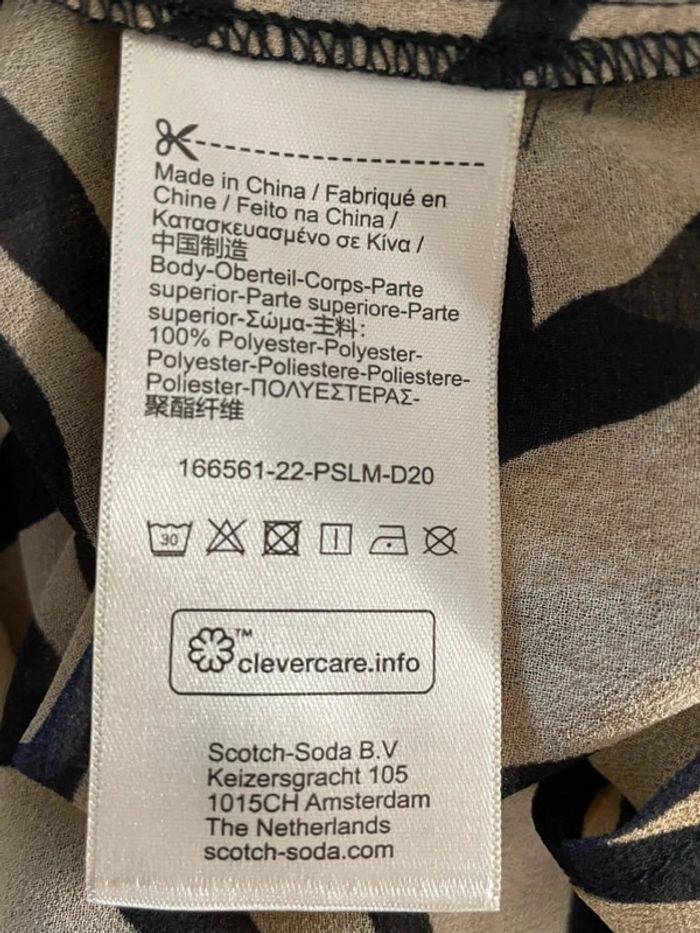 Made in China / Fabriqué en
Chine / Feito na China /
Κατασκευασμένο σε Κίνα /
中国制造
Body-Oberteil-Corps-Parte
superior-Parte superiore-Parte
superior-Σώμα-主料:
100% Polyester-Polyester-
Polyester-Poliestere-Poliestere-
Poliester-ΠΟΛΥΕΣΤΕΡΑΣ-
聚酯纤维
166561-22-PSLM-D20
30
™
clevercare.info
Scotch-Soda B.V
Keizersgracht 105
1015CH Amsterdam
The Netherlands
scotch-soda.com